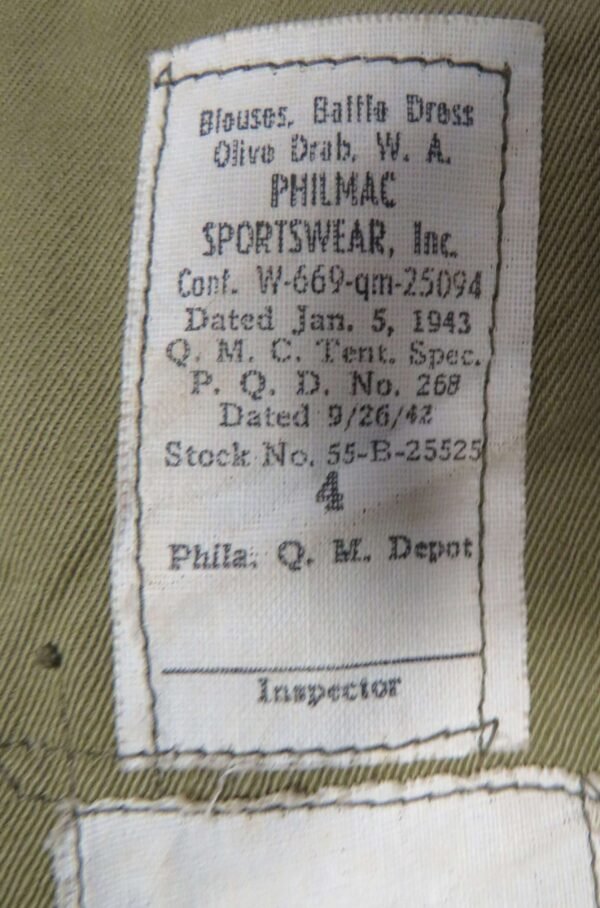 Blouses, Battle Dress
Olive Drab, W. A.
PHILMAC
SPORTSWEAR, Inc.
Cont. W-669-qm-25094
Dated Jan. 5, 1943
Q. M. C. Tent. Spec.
P. Q. D. No. 268
Dated 9/26/42
Stock No. 55-B-25525
4
Phila. Q. M. Depot
Inspector